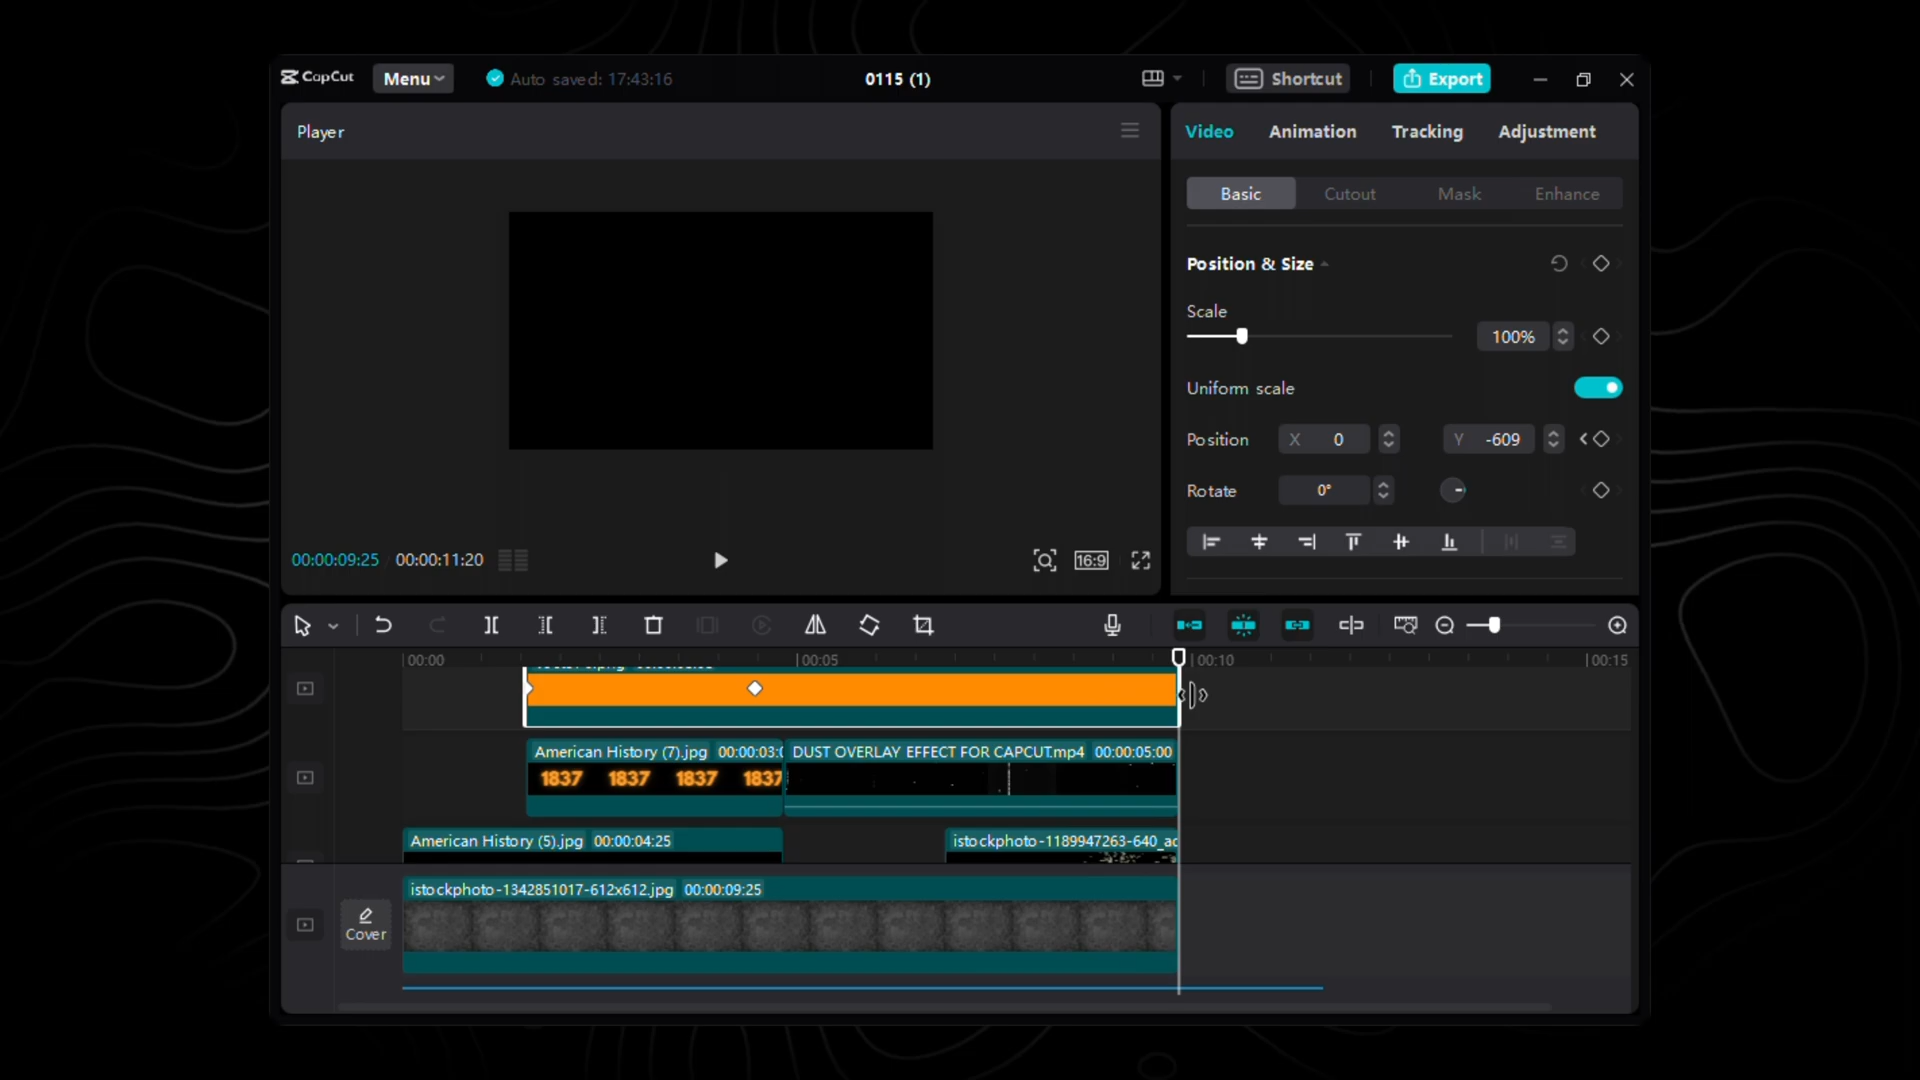 CapCut Menu Auto saved: 17:43:16 0115 (1) Shortcut Export
Player
Video Animation Tracking Adjustment
Basic Cutout Mask Enhance
Position & Size
Scale
100%
Uniform scale
Position X 0 Y -609
Rotate 0°
00:00:09:25 00:00:11:20 16:9
00:00 00:05 00:10 00:15
American History (7).jpg 00:00:03:0 DUST OVERLAY EFFECT FOR CAPCUT.mp4 00:00:05:00
1837 1837 1837 1837
American History (5).jpg 00:00:04:25 istockphoto-1189947263-640_ad
istockphoto-1342851017-612x612.jpg 00:00:09:25
Cover